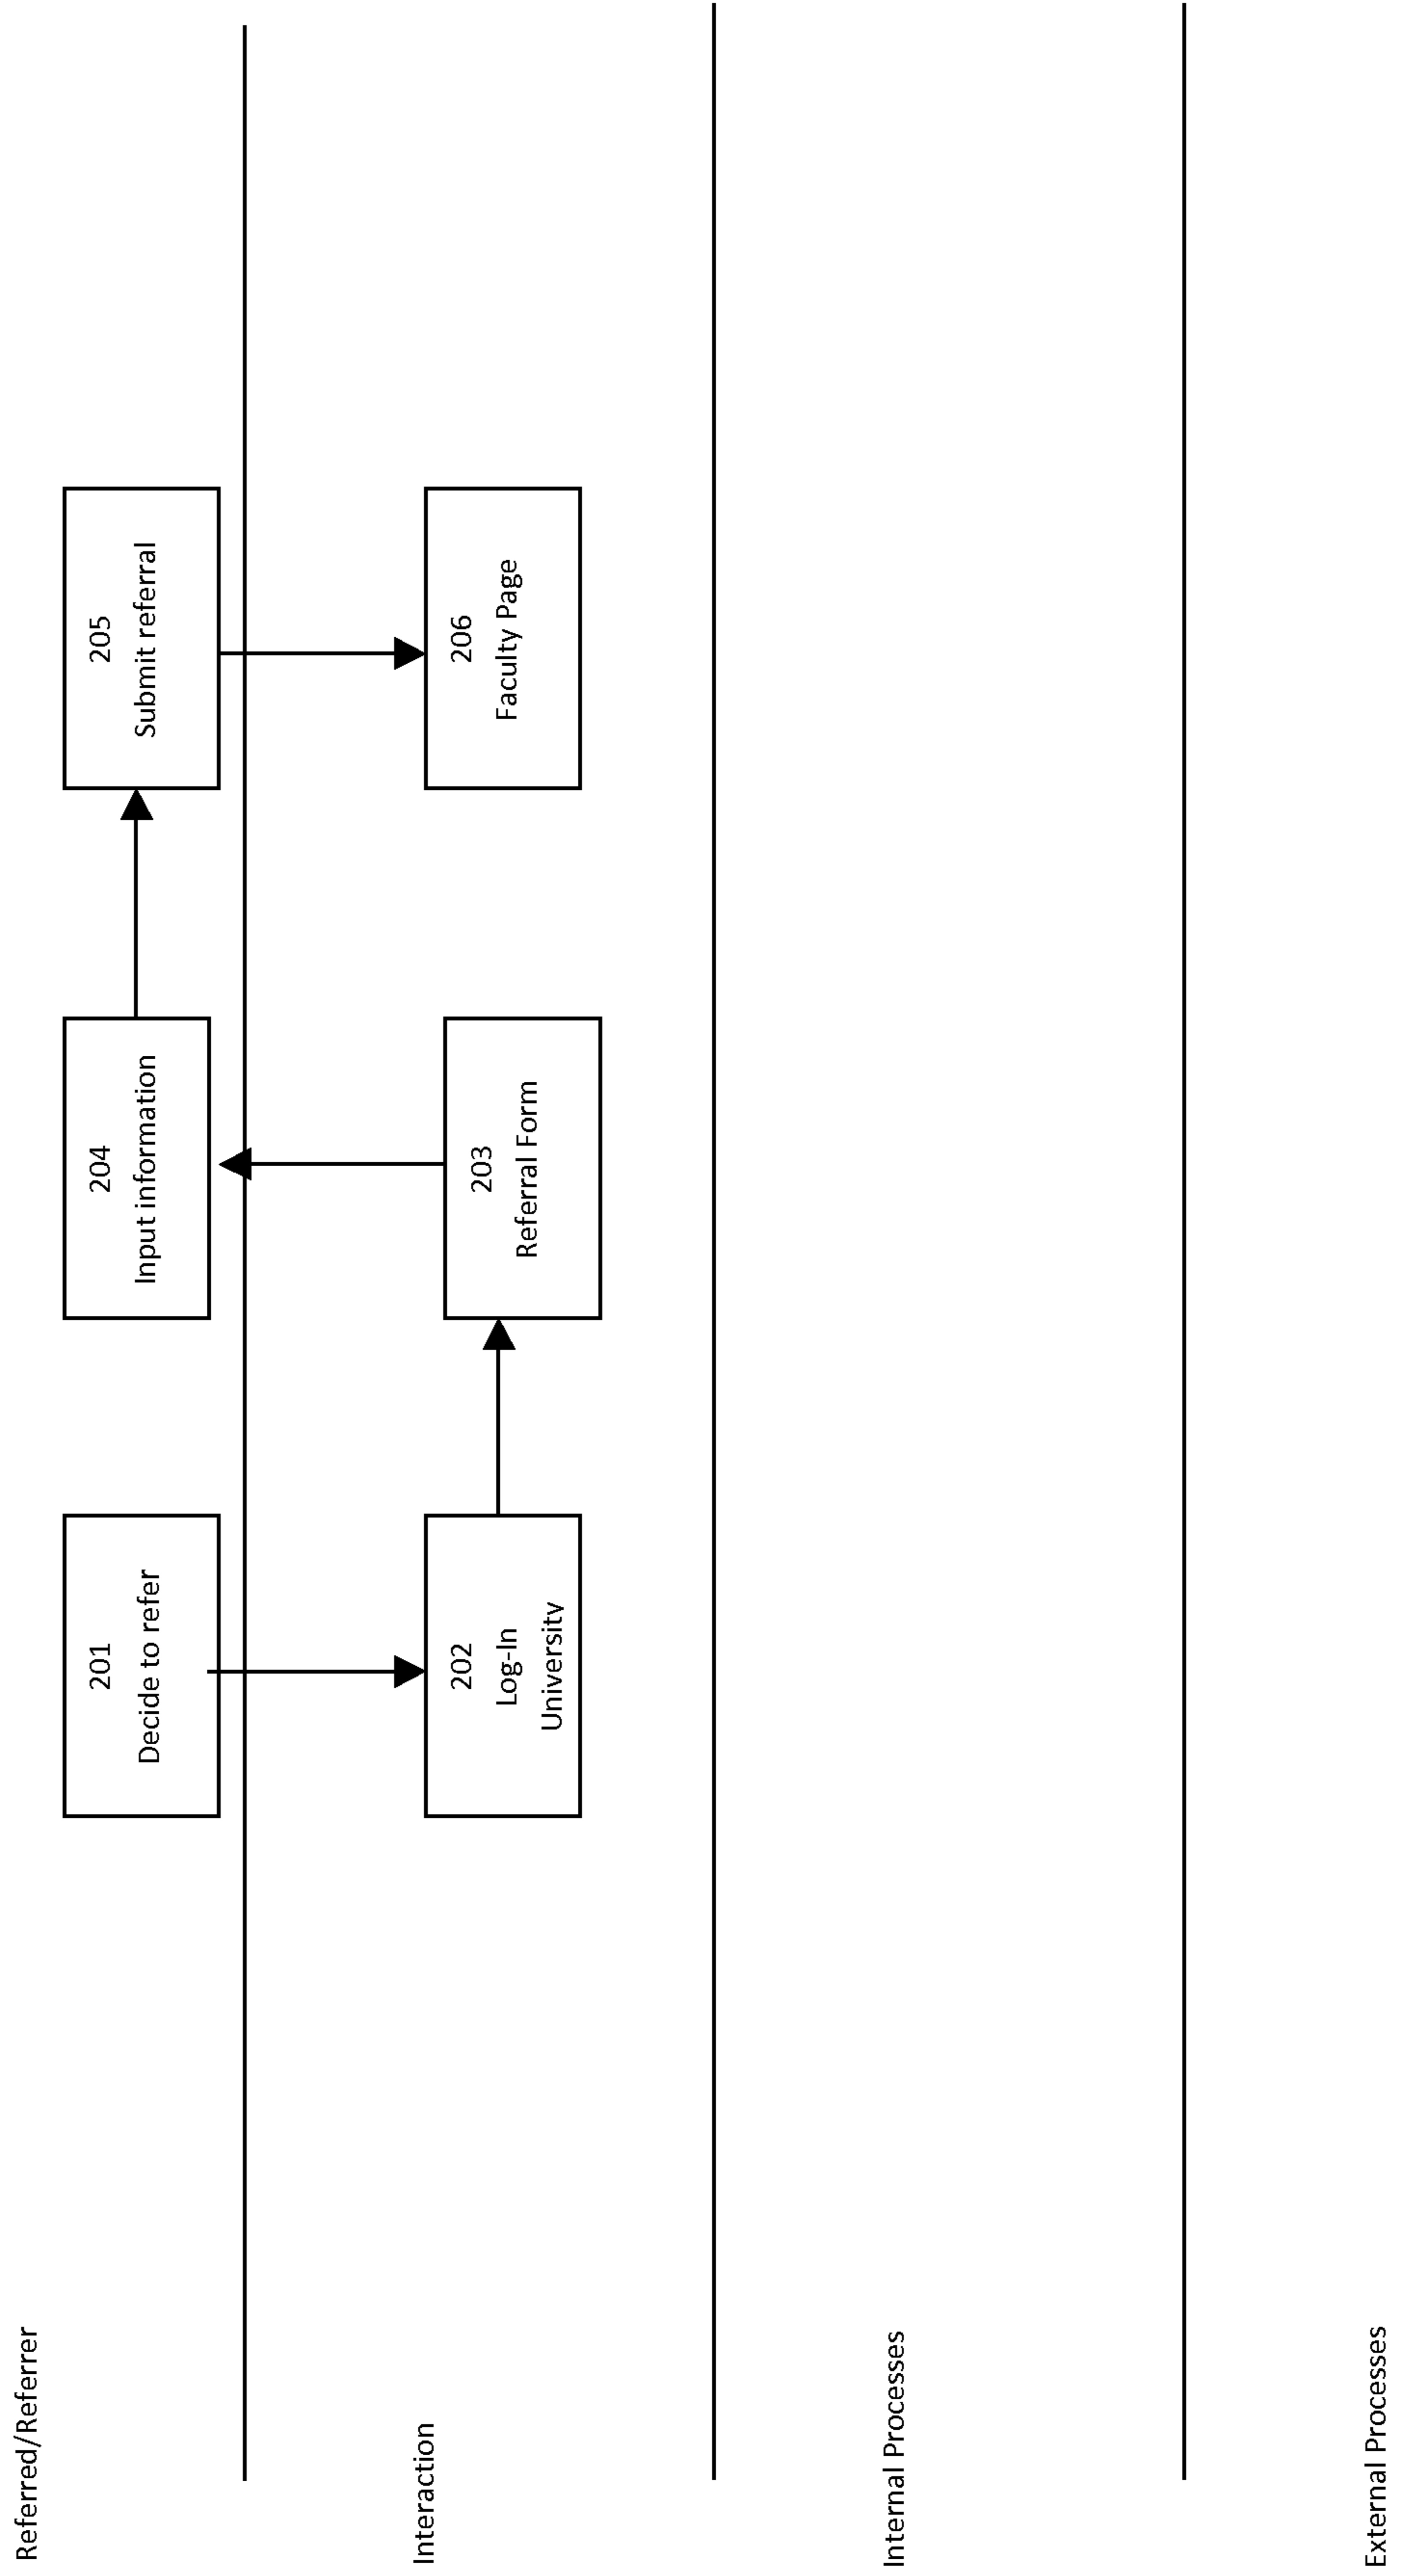 Referred/Referrer
201
Decide to refer
204
Input information
205
Submit referral
Interaction
202
Log-In
University
203
Referral Form
206
Faculty Page
Internal Processes
External Processes